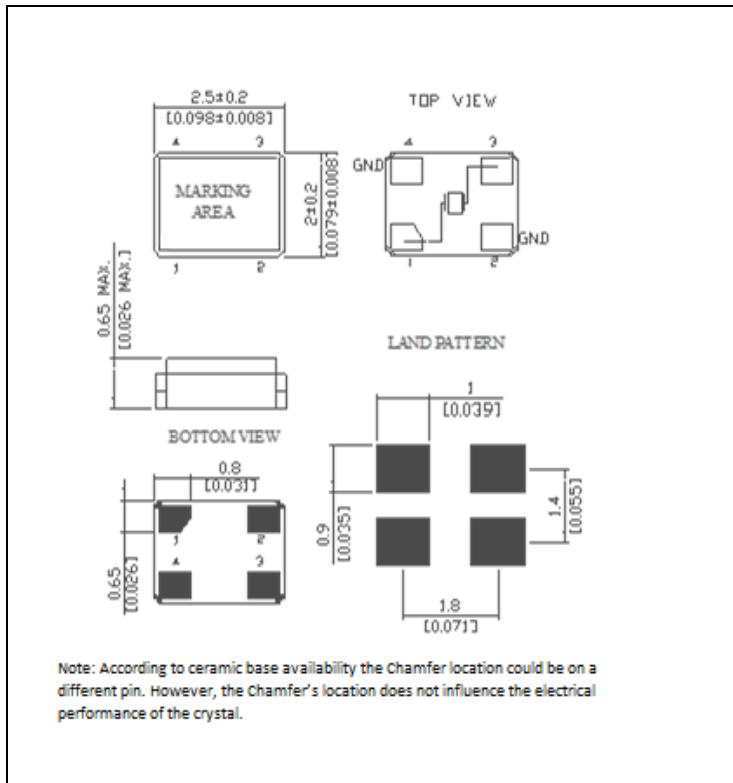 2.5±0.2
[0.098±0.008]
TOP VIEW
4 3
MARKING
AREA
1 2
2±0.2
[0.079±0.008]
4 3
GND
GND
1 2
0.65 MAX.
[0.026 MAX.]
LAND PATTERN
1
[0.039]
BOTTOM VIEW
0.8
[0.031]
1 2
4 3
0.65
[0.026]
0.9
[0.035]
1.4
[0.055]
1.8
[0.071]
Note: According to ceramic base availability the Chamfer location could be on a
different pin. However, the Chamfer's location does not influence the electrical
performance of the crystal.